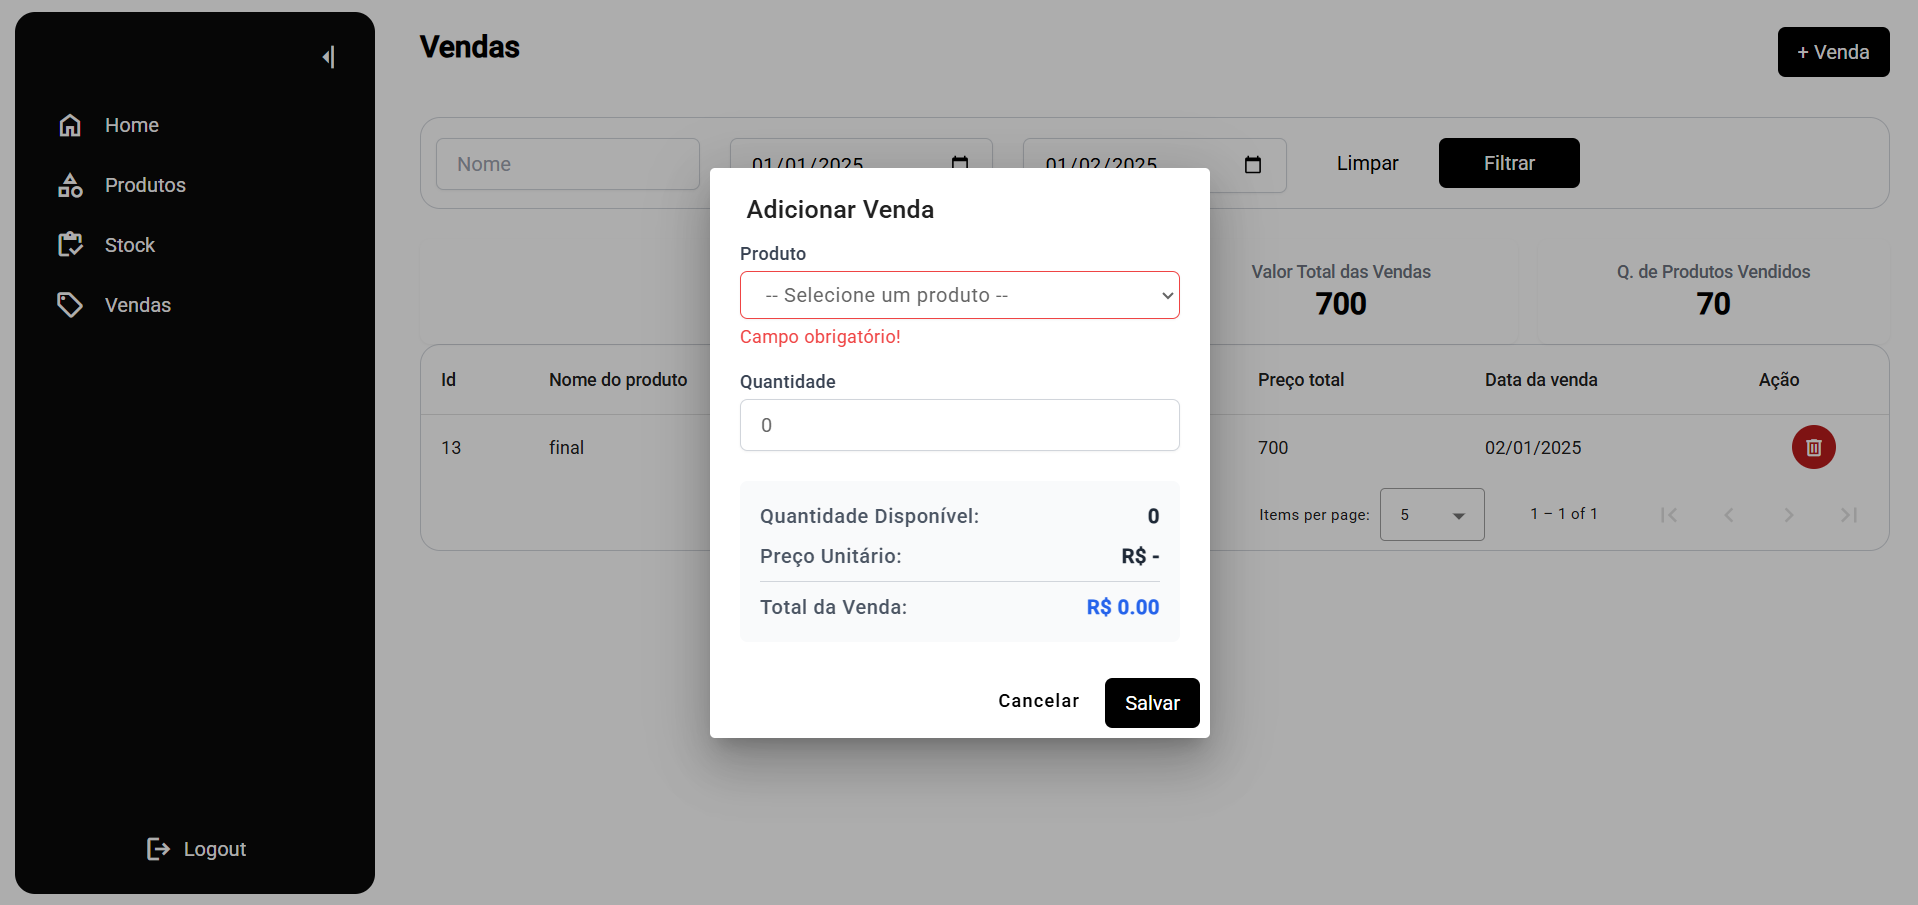 Home
Produtos
Stock
Vendas
Logout
Vendas
+ Venda
Nome
01/01/2025
01/02/2025
Limpar
Filtrar
Valor Total das Vendas
700
Q. de Produtos Vendidos
70
Id
Nome do produto
Preço total
Data da venda
Ação
13
final
700
02/01/2025
Items per page:
5
1 – 1 of 1
Adicionar Venda
Produto
-- Selecione um produto --
Campo obrigatório!
Quantidade
0
Quantidade Disponível: 0
Preço Unitário: R$ -
Total da Venda: R$ 0.00
Cancelar
Salvar